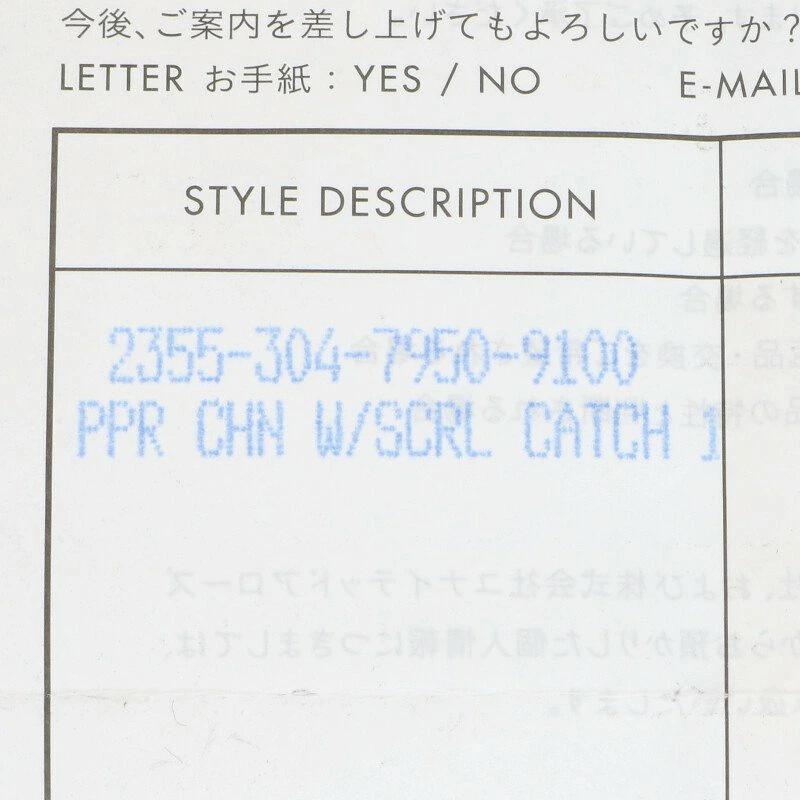 今後、ご案内を差し上げてもよろしいですか?
LETTER お手紙 : YES / NO E-MAIL
STYLE DESCRIPTION
2355-304-7950-9100
PPR CHN W/SCRL CATCH 1